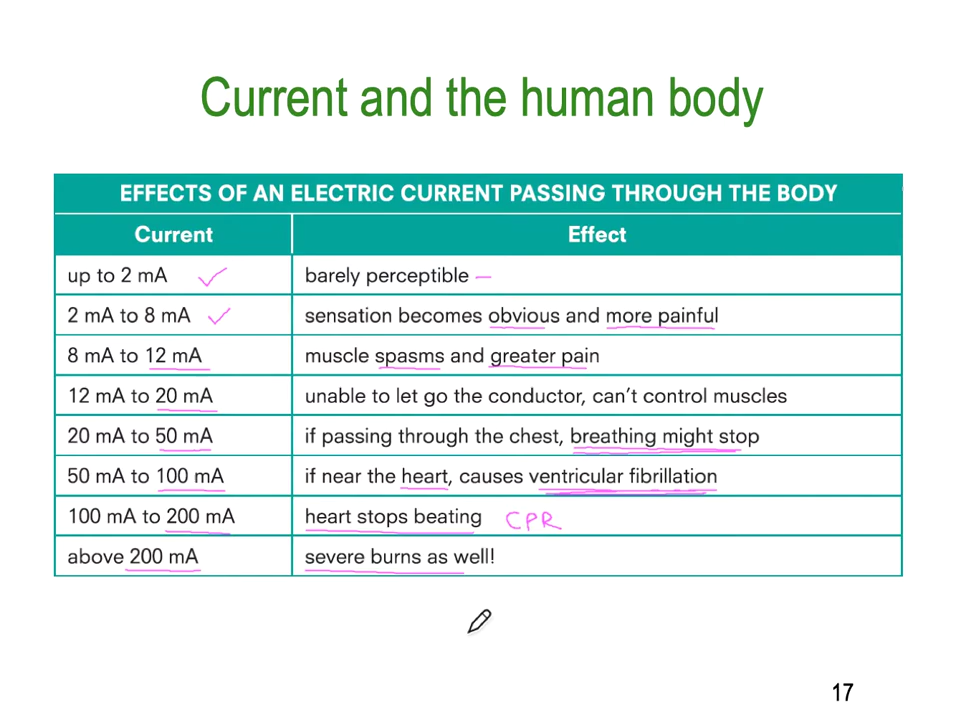 Current and the human body
EFFECTS OF AN ELECTRIC CURRENT PASSING THROUGH THE BODY
Current Effect
up to 2 mA barely perceptible
2 mA to 8 mA sensation becomes obvious and more painful
8 mA to 12 mA muscle spasms and greater pain
12 mA to 20 mA unable to let go the conductor, can't control muscles
20 mA to 50 mA if passing through the chest, breathing might stop
50 mA to 100 mA if near the heart, causes ventricular fibrillation
100 mA to 200 mA heart stops beating CPR
above 200 mA severe burns as well!
17